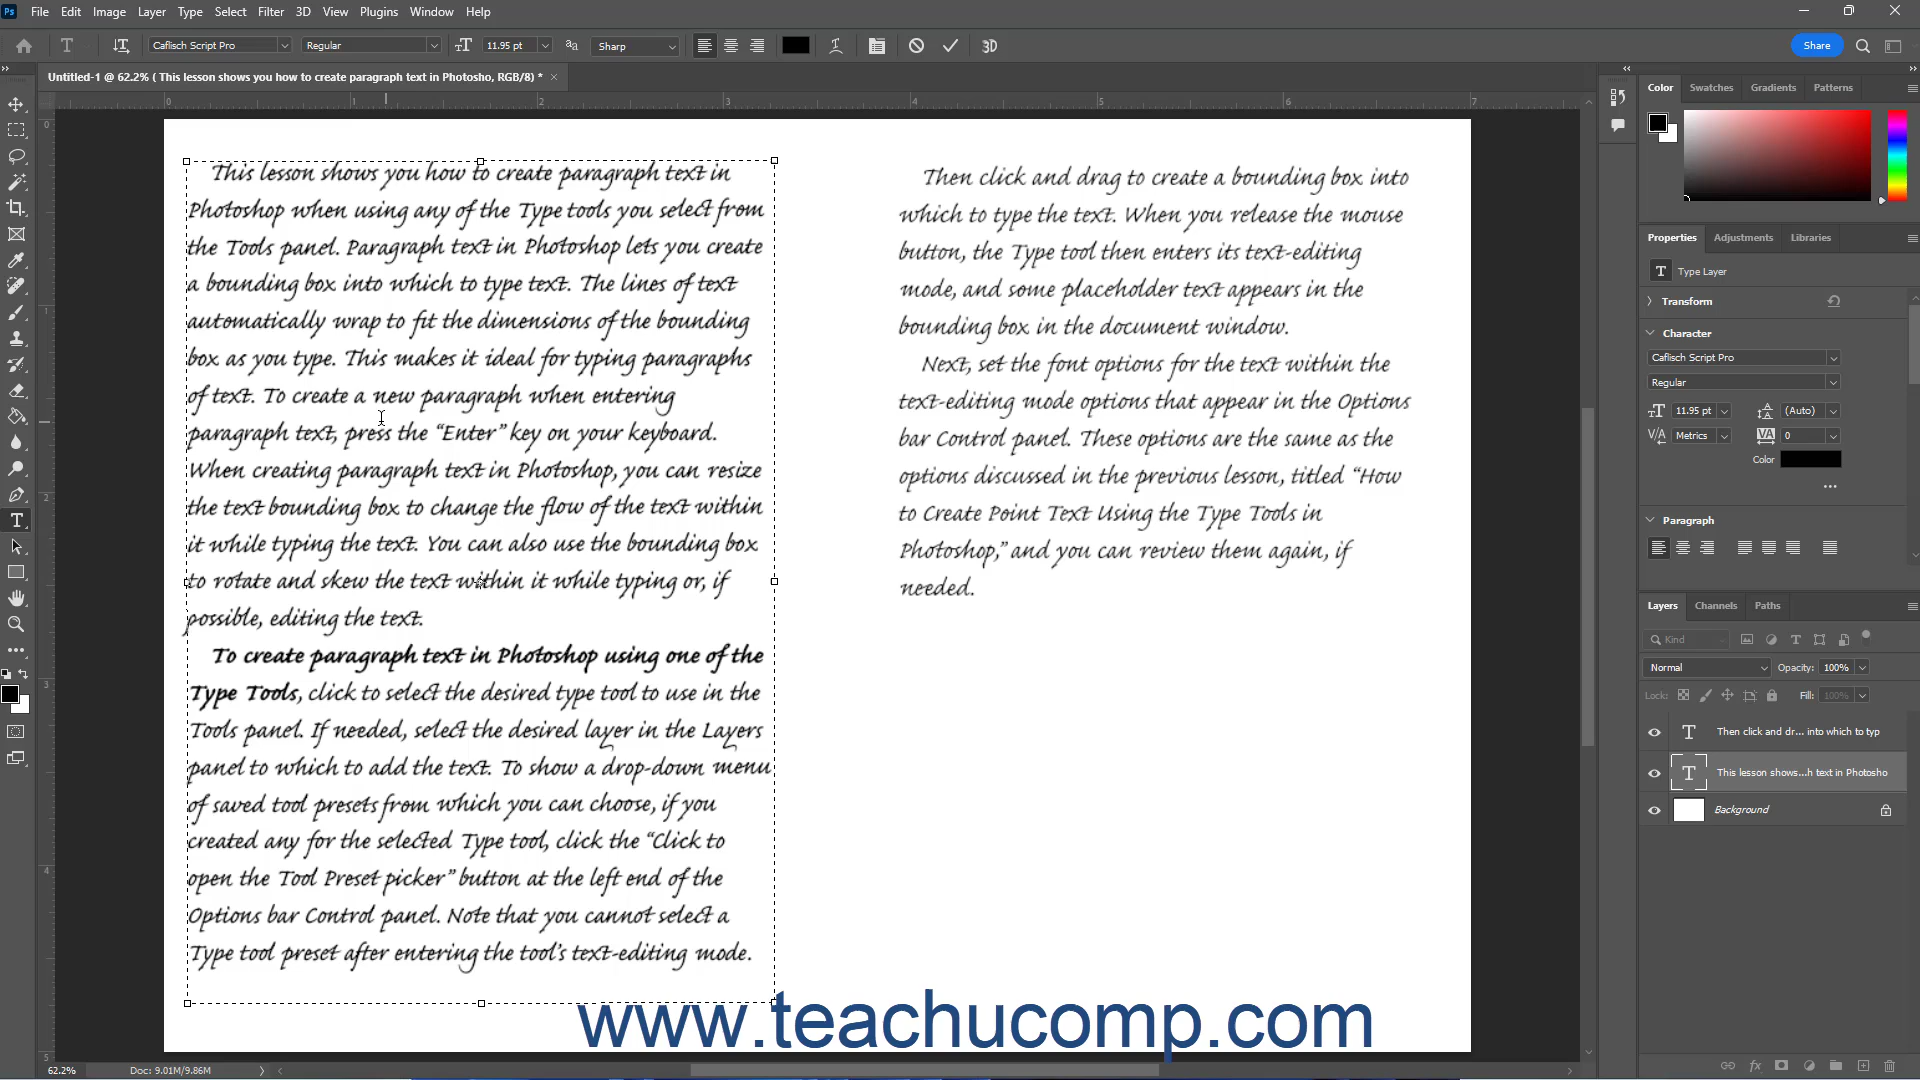 File Edit Image Layer Type Select Filter 3D View Plugins Window Help
Caflisch Script Pro Regular 11.95 pt Sharp 3D Share
Untitled-1 @ 62.2% ( This lesson shows you how to create paragraph text in Photosho, RGB/8) *
0 1 2 3 4 5 6 7
This lesson shows you how to create paragraph text in
Photoshop when using any of the Type tools you select from
the Tools panel. Paragraph text in Photoshop lets you create
a bounding box into which to type text. The lines of text
automatically wrap to fit the dimensions of the bounding
box as you type. This makes it ideal for typing paragraphs
of text. To create a new paragraph when entering
paragraph text, press the “Enter” key on your keyboard.
When creating paragraph text in Photoshop, you can resize
the text bounding box to change the flow of the text within
it while typing the text. You can also use the bounding box
to rotate and skew the text within it while typing or, if
possible, editing the text.
To create paragraph text in Photoshop using one of the
Type Tools, click to select the desired type tool to use in the
Tools panel. If needed, select the desired layer in the Layers
panel to which to add the text. To show a drop-down menu
of saved tool presets from which you can choose, if you
created any for the selected Type tool, click the “Click to
open the Tool Preset picker” button at the left end of the
Options bar Control panel. Note that you cannot select a
Type tool preset after entering the tool’s text-editing mode.
Then click and drag to create a bounding box into
which to type the text. When you release the mouse
button, the Type tool then enters its text-editing
mode, and some placeholder text appears in the
bounding box in the document window.
Next, set the font options for the text within the
text-editing mode options that appear in the Options
bar Control panel. These options are the same as the
options discussed in the previous lesson, titled “How
to Create Point Text Using the Type Tools in
Photoshop,” and you can review them again, if
needed.
www.teachucomp.com
62.2% Doc: 9.01M/9.86M
Color Swatches Gradients Patterns
Properties Adjustments Libraries
Type Layer
Transform
Character
Caflisch Script Pro
Regular
11.95 pt (Auto)
Metrics 0
Color
Paragraph
Layers Channels Paths
Kind
Normal Opacity: 100%
Lock: Fill: 100%
Then click and dr... into which to typ
This lesson shows...h text in Photosho
Background